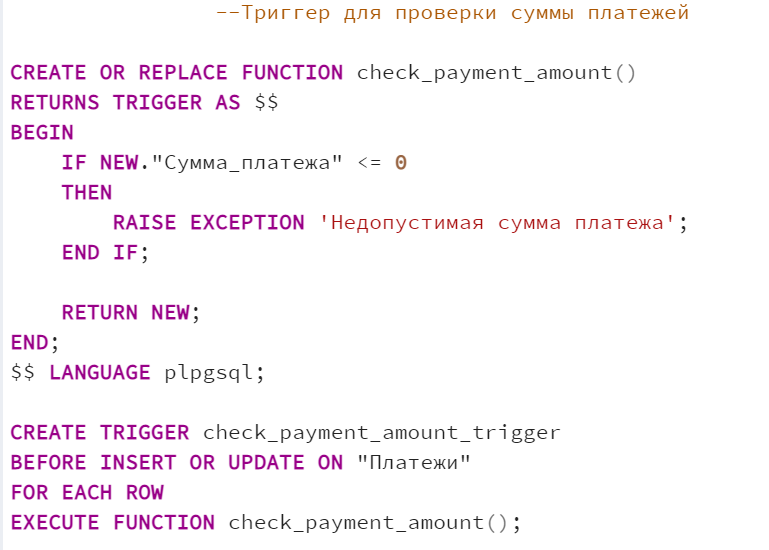 --Триггер для проверки суммы платежей
CREATE OR REPLACE FUNCTION check_payment_amount()
RETURNS TRIGGER AS $$
BEGIN
IF NEW."Сумма_платежа" <= 0
THEN
RAISE EXCEPTION 'Недопустимая сумма платежа';
END IF;
RETURN NEW;
END;
$$ LANGUAGE plpgsql;
CREATE TRIGGER check_payment_amount_trigger
BEFORE INSERT OR UPDATE ON "Платежи"
FOR EACH ROW
EXECUTE FUNCTION check_payment_amount();